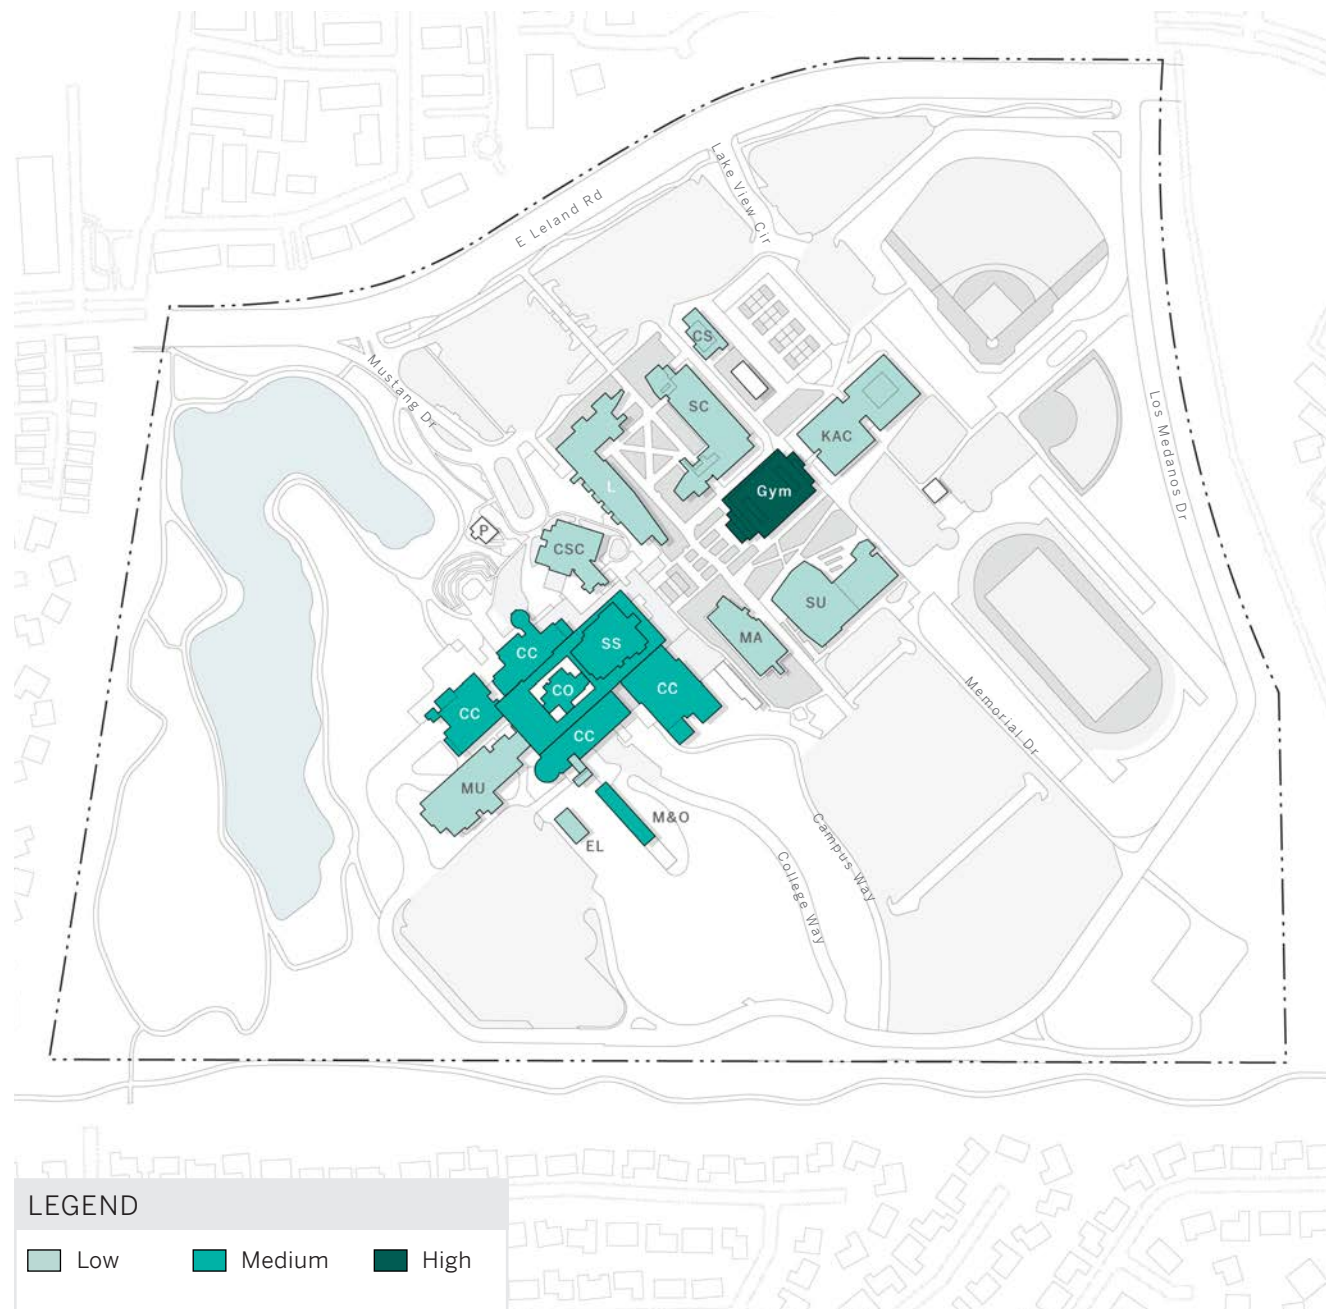 Lake View Cir
E Leland Rd
CS
Mustang Dr
SC
Los Medanos Dr
KAC
L
Gym
P
CSC
SU
MA
SS
CC
CO
CC
CC
CC
Memorial Dr
MU
M&O
EL
Campus Way
College Way
LEGEND
Low
Medium
High